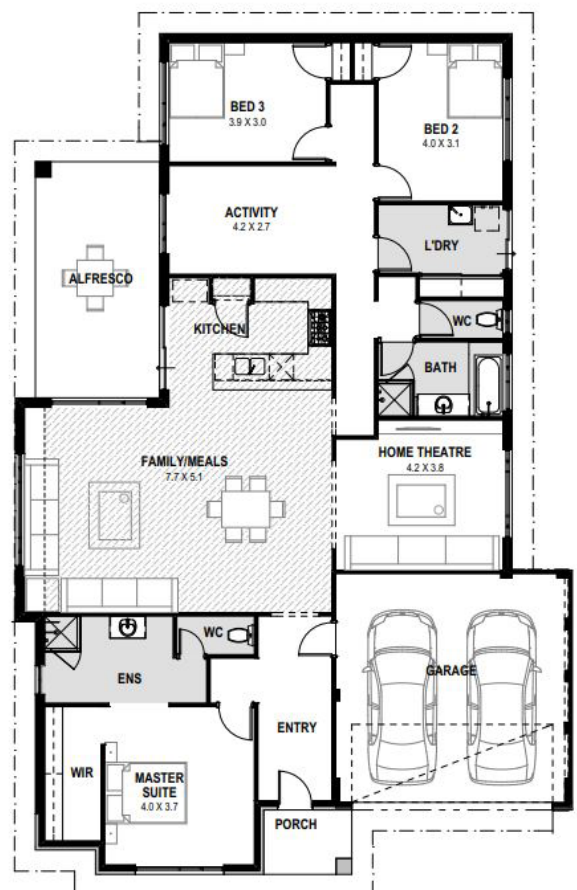 BED 3
3.9 X 3.0
BED 2
4.0 X 3.1
ACTIVITY
4.2 X 2.7
L'DRY
ALFRESCO
KITCHEN
WC
BATH
FAMILY/MEALS
7.7 X 5.1
HOME THEATRE
4.2 X 3.8
WC
ENS
GARAGE
ENTRY
WIR
MASTER
SUITE
4.0 X 3.7
PORCH